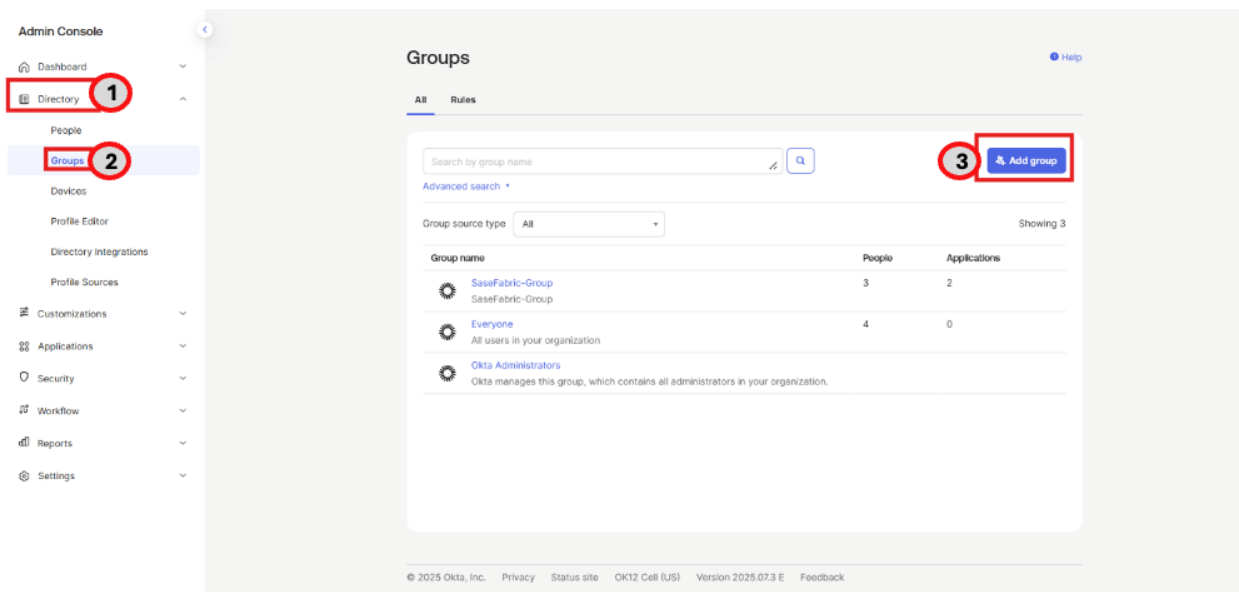 Admin Console
Dashboard
Directory
1
People
Groups
2
Devices
Profile Editor
Directory Integrations
Profile Sources
Customizations
Applications
Security
Workflow
Reports
Settings
Groups
Help
All Rules
Search by group name
3
Add group
Advanced search
Group source type All Showing 3
Group name People Applications
SaseFabric-Group 3 2
SaseFabric-Group
Everyone 4 0
All users in your organization
Okta Administrators
Okta manages this group, which contains all administrators in your organization.
© 2025 Okta, Inc. Privacy Status site OK12 Cell (US) Version 2025.07.3 E Feedback